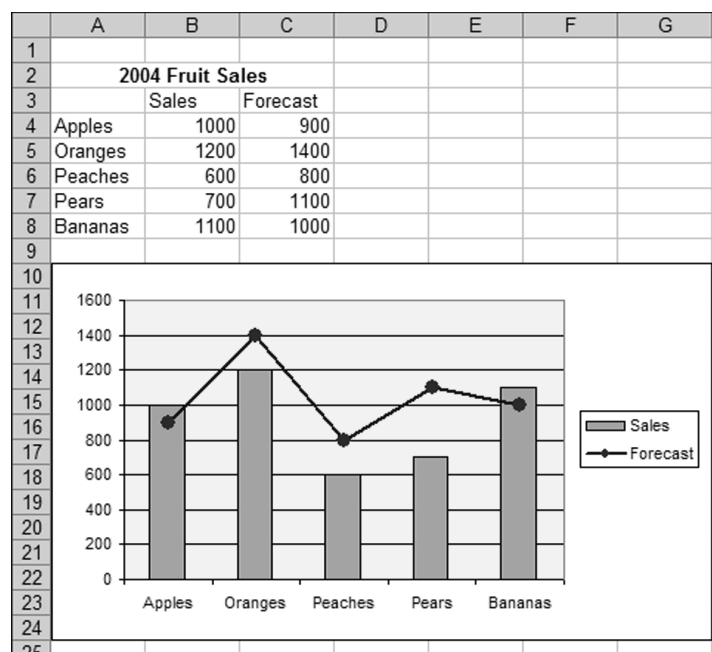 A B C D E F G
1
2 2004 Fruit Sales
3 Sales Forecast
4 Apples 1000 900
5 Oranges 1200 1400
6 Peaches 600 800
7 Pears 700 1100
8 Bananas 1100 1000
9
10
11
12
13
14
15
16
17
18
19
20
21
22
23
24
25
1600
1400
1200
1000
800
600
400
200
0
Apples Oranges Peaches Pears Bananas
Sales
Forecast